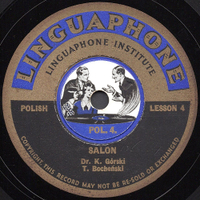 LINGUAPHONE
LINGUAPHONE INSTITUTE
POLISH
LESSON 4
POL. 4.
SALON
Dr. K. Górski
T. Bocheński
COPYRIGHT THIS RECORD MAY NOT BE RE-SOLD OR EXCHANGED